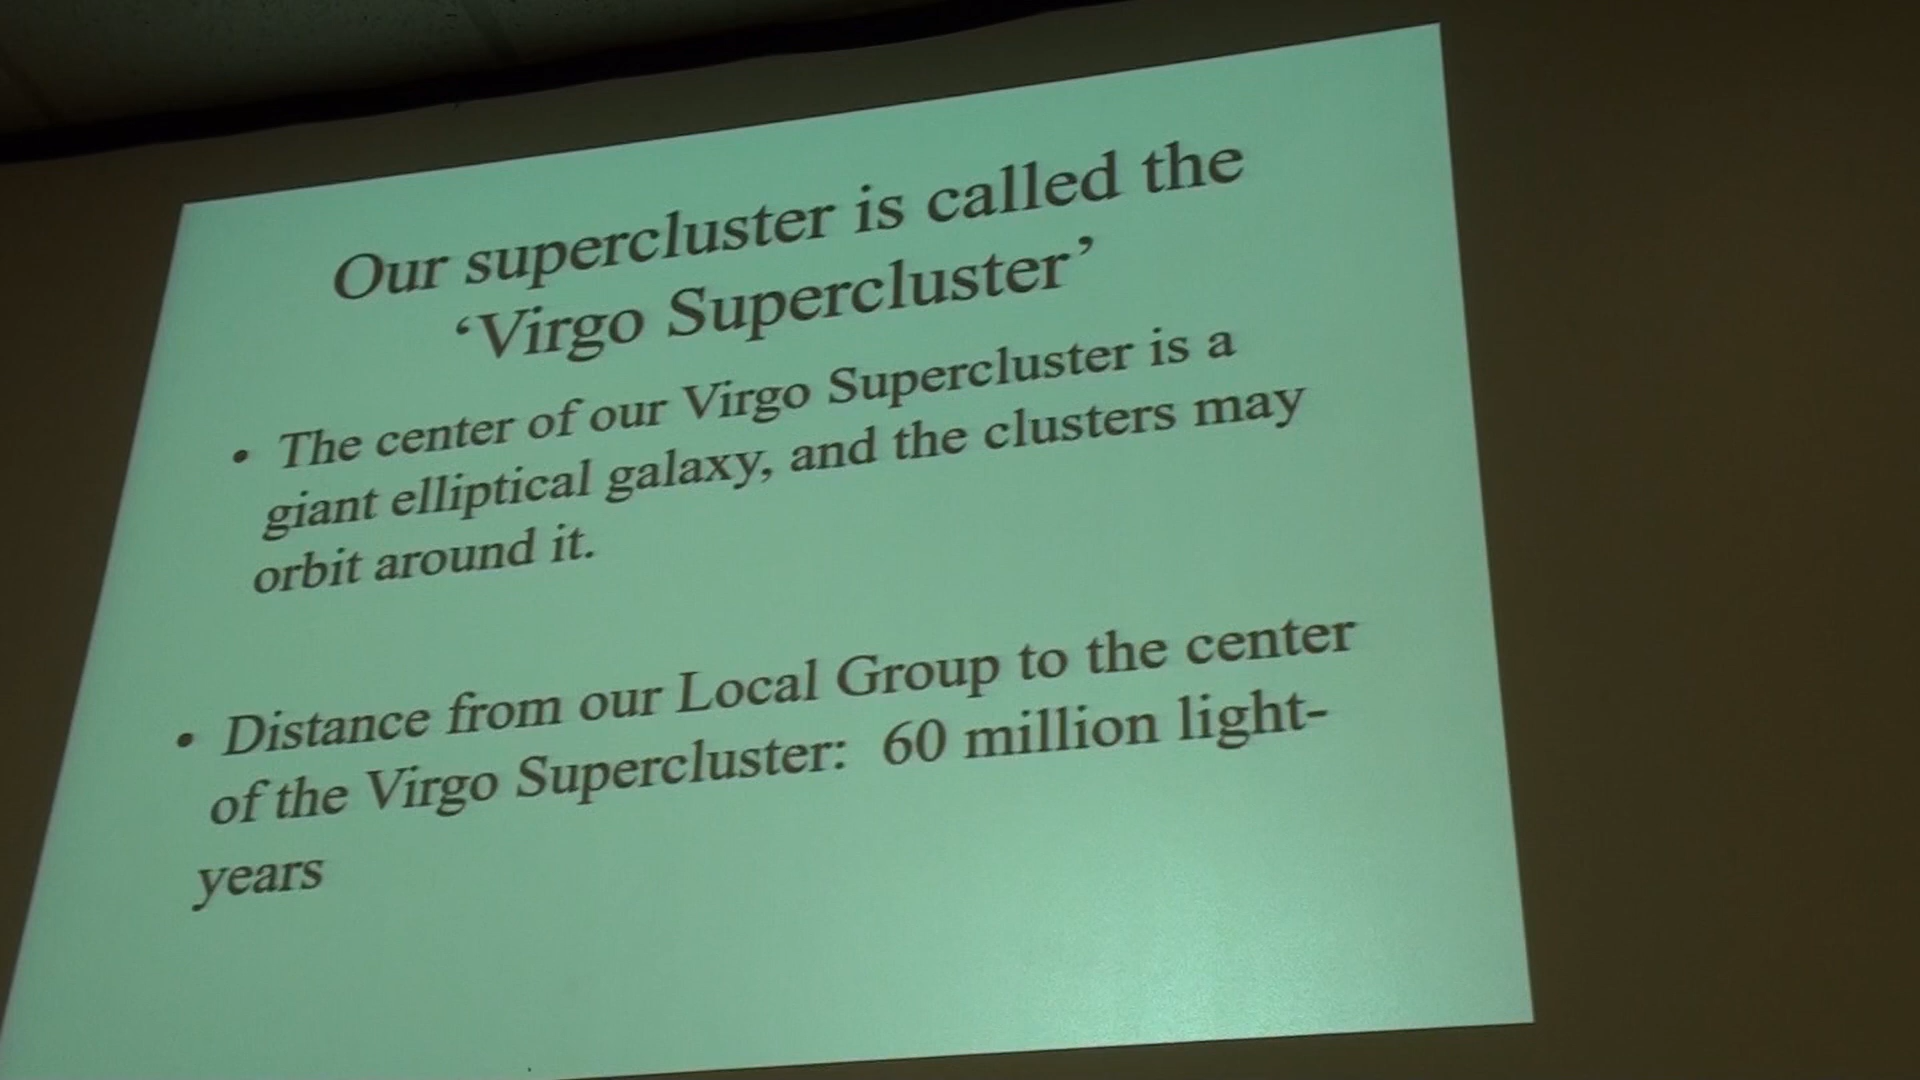 Our supercluster is called the
‘Virgo Supercluster’
• The center of our Virgo Supercluster is a
giant elliptical galaxy, and the clusters may
orbit around it.
• Distance from our Local Group to the center
of the Virgo Supercluster:  60 million light-
years